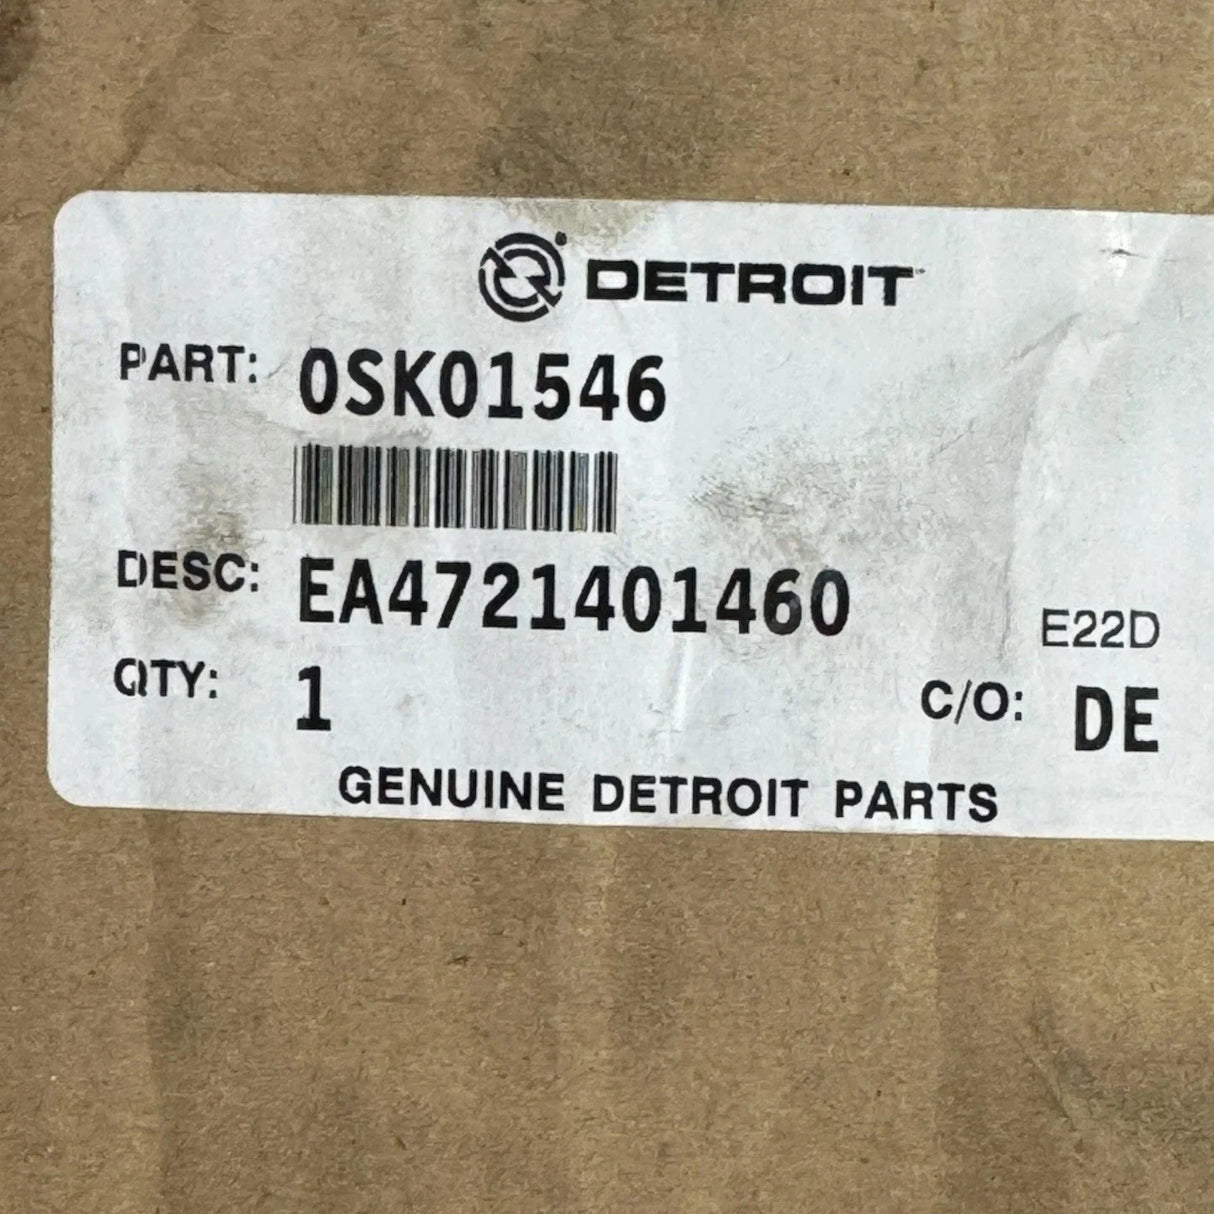 DETROIT
PART: 0SK01546
DESC: EA4721401460
E22D
QTY: 1
C/O: DE
GENUINE DETROIT PARTS